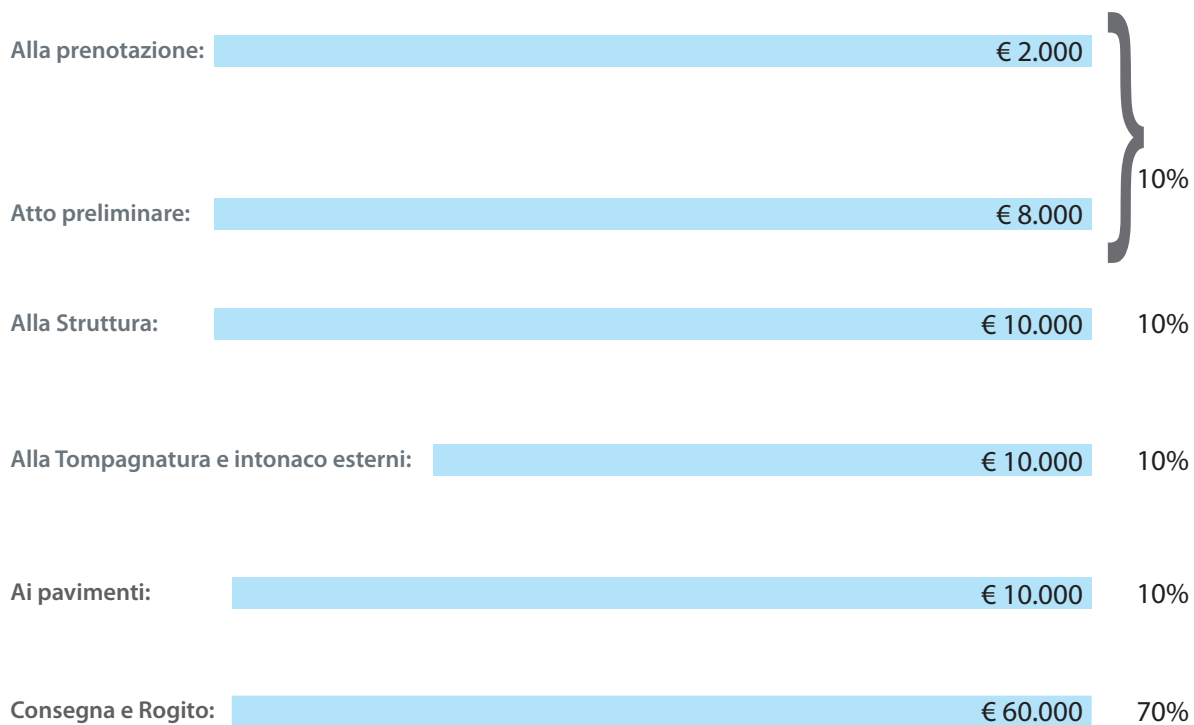 Alla prenotazione: € 2.000
10%
Atto preliminare: € 8.000
Alla Struttura: € 10.000 10%
Alla Tompagnatura e intonaco esterni: € 10.000 10%
Ai pavimenti: € 10.000 10%
Consegna e Rogito: € 60.000 70%